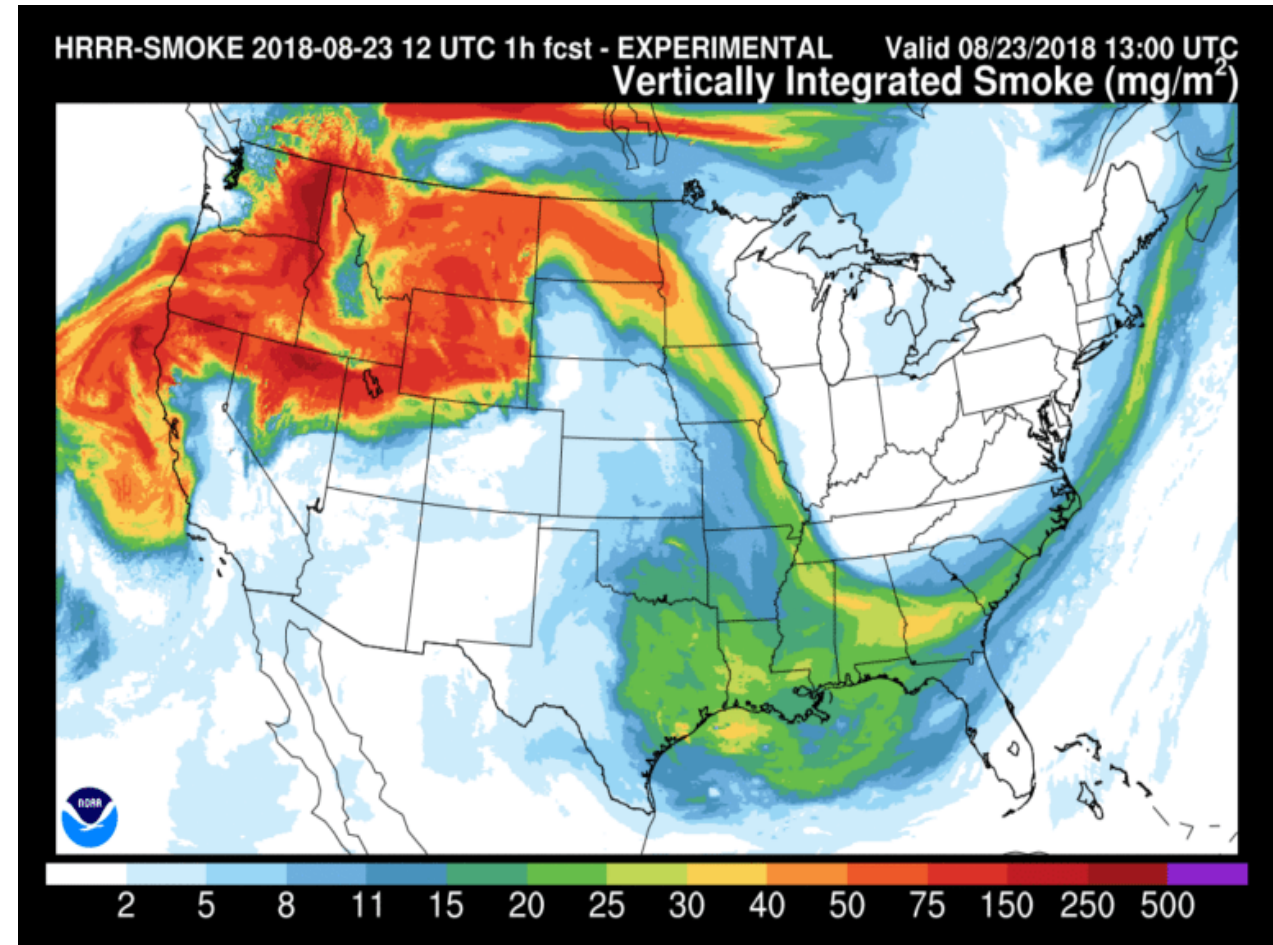 HRRR-SMOKE 2018-08-23 12 UTC 1h fcst - EXPERIMENTAL Valid 08/23/2018 13:00 UTC
Vertically Integrated Smoke (mg/m²)
NOAA
2 5 8 11 15 20 25 30 40 50 75 150 250 500